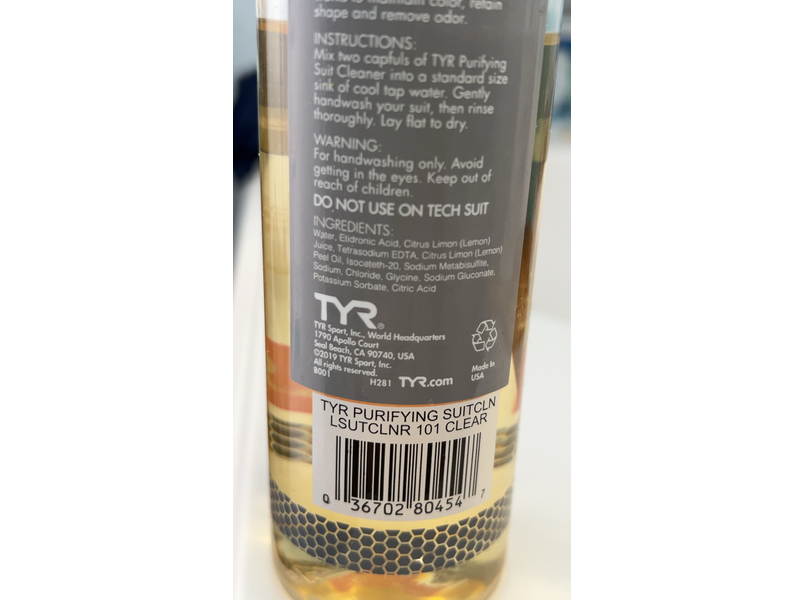 to maintain color, retain
shape and remove odor.
INSTRUCTIONS:
Mix two capfuls of TYR Purifying
Suit Cleaner into a standard size
sink of cool tap water. Gently
handwash your suit, then rinse
thoroughly. Lay flat to dry.
WARNING:
For handwashing only. Avoid
getting in the eyes. Keep out of
reach of children.
DO NOT USE ON TECH SUIT
INGREDIENTS:
Water, Etidronic Acid, Citrus Limon (Lemon)
Juice, Tetrasodium EDTA, Citrus Limon (Lemon)
Peel Oil, Isoceteth-20, Sodium Metabisulfite,
Sodium, Chloride, Glycine, Sodium Gluconate,
Potassium Sorbate, Citric Acid
TYR®
TYR Sport, Inc., World Headquarters
1790 Apollo Court
Seal Beach, CA 90740, USA
©2019 TYR Sport, Inc.
All rights reserved.
B001
H281 TYR.com
Made In
USA
TYR PURIFYING SUITCLN
LSUTCLNR 101 CLEAR
0 36702 80454 7